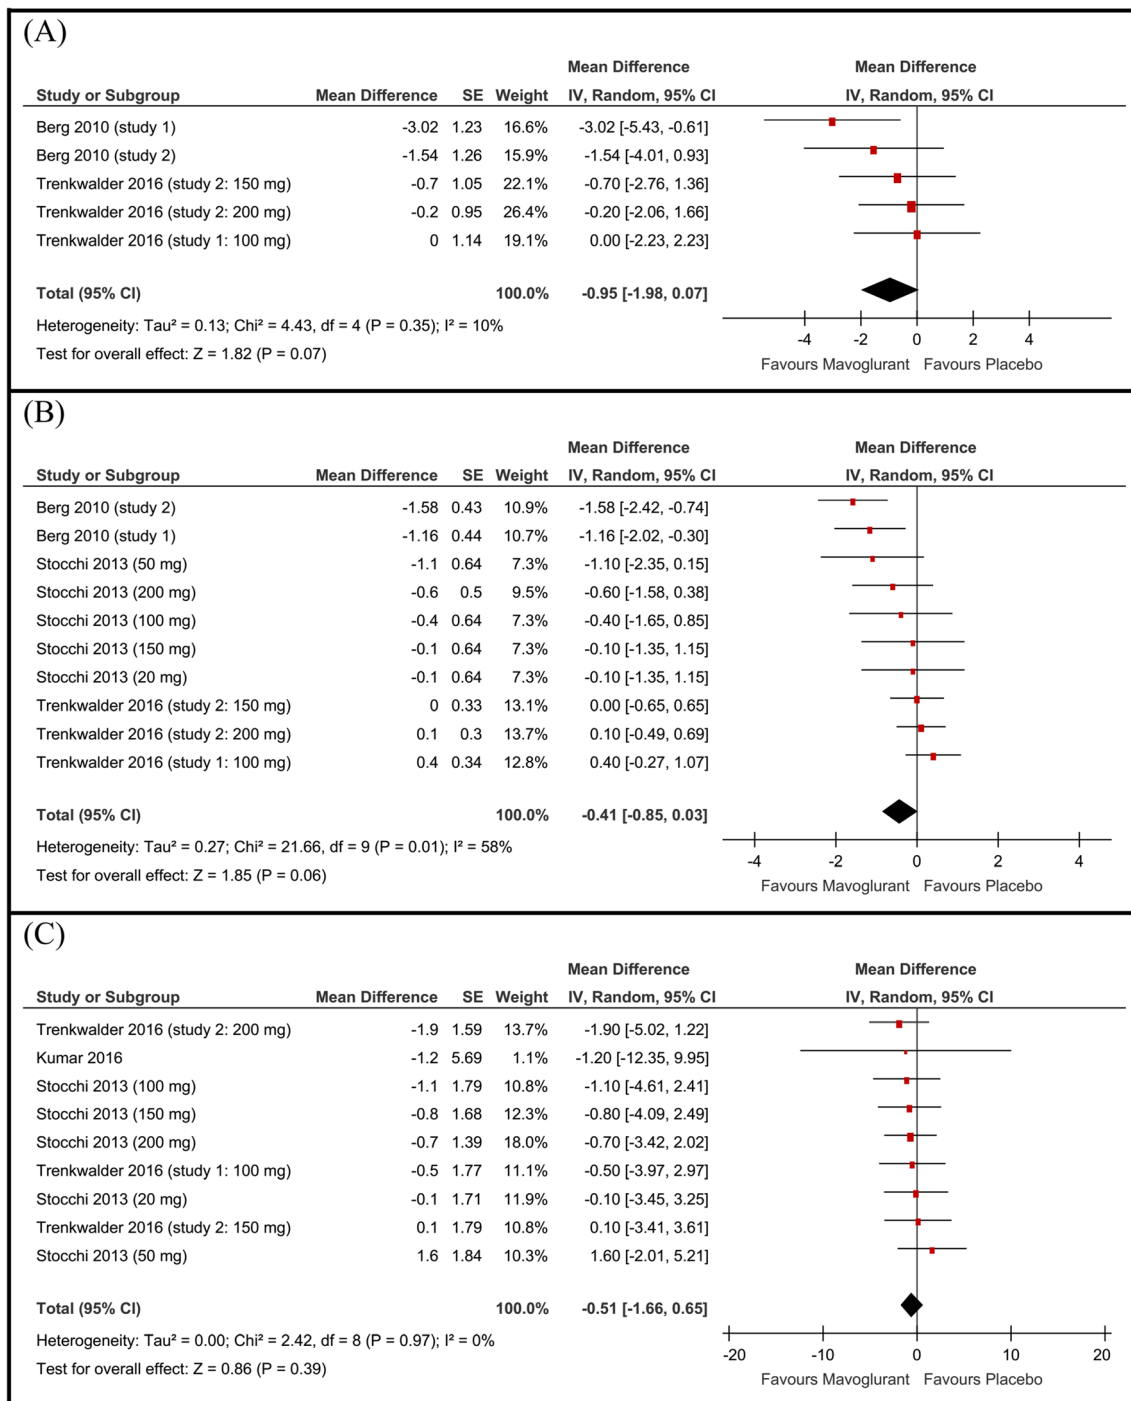 (A)
Mean Difference Mean Difference
Study or Subgroup Mean Difference SE Weight IV, Random, 95% CI IV, Random, 95% CI
Berg 2010 (study 1) -3.02 1.23 16.6% -3.02 [-5.43, -0.61]
Berg 2010 (study 2) -1.54 1.26 15.9% -1.54 [-4.01, 0.93]
Trenkwalder 2016 (study 2: 150 mg) -0.7 1.05 22.1% -0.70 [-2.76, 1.36]
Trenkwalder 2016 (study 2: 200 mg) -0.2 0.95 26.4% -0.20 [-2.06, 1.66]
Trenkwalder 2016 (study 1: 100 mg) 0 1.14 19.1% 0.00 [-2.23, 2.23]
Total (95% CI) 100.0% -0.95 [-1.98, 0.07]
Heterogeneity: Tau² = 0.13; Chi² = 4.43, df = 4 (P = 0.35); I² = 10%
Test for overall effect: Z = 1.82 (P = 0.07)
-4 -2 0 2 4
Favours Mavoglurant Favours Placebo
(B)
Mean Difference Mean Difference
Study or Subgroup Mean Difference SE Weight IV, Random, 95% CI IV, Random, 95% CI
Berg 2010 (study 2) -1.58 0.43 10.9% -1.58 [-2.42, -0.74]
Berg 2010 (study 1) -1.16 0.44 10.7% -1.16 [-2.02, -0.30]
Stocchi 2013 (50 mg) -1.1 0.64 7.3% -1.10 [-2.35, 0.15]
Stocchi 2013 (200 mg) -0.6 0.5 9.5% -0.60 [-1.58, 0.38]
Stocchi 2013 (100 mg) -0.4 0.64 7.3% -0.40 [-1.65, 0.85]
Stocchi 2013 (150 mg) -0.1 0.64 7.3% -0.10 [-1.35, 1.15]
Stocchi 2013 (20 mg) -0.1 0.64 7.3% -0.10 [-1.35, 1.15]
Trenkwalder 2016 (study 2: 150 mg) 0 0.33 13.1% 0.00 [-0.65, 0.65]
Trenkwalder 2016 (study 2: 200 mg) 0.1 0.3 13.7% 0.10 [-0.49, 0.69]
Trenkwalder 2016 (study 1: 100 mg) 0.4 0.34 12.8% 0.40 [-0.27, 1.07]
Total (95% CI) 100.0% -0.41 [-0.85, 0.03]
Heterogeneity: Tau² = 0.27; Chi² = 21.66, df = 9 (P = 0.01); I² = 58%
Test for overall effect: Z = 1.85 (P = 0.06)
-4 -2 0 2 4
Favours Mavoglurant Favours Placebo
(C)
Mean Difference Mean Difference
Study or Subgroup Mean Difference SE Weight IV, Random, 95% CI IV, Random, 95% CI
Trenkwalder 2016 (study 2: 200 mg) -1.9 1.59 13.7% -1.90 [-5.02, 1.22]
Kumar 2016 -1.2 5.69 1.1% -1.20 [-12.35, 9.95]
Stocchi 2013 (100 mg) -1.1 1.79 10.8% -1.10 [-4.61, 2.41]
Stocchi 2013 (150 mg) -0.8 1.68 12.3% -0.80 [-4.09, 2.49]
Stocchi 2013 (200 mg) -0.7 1.39 18.0% -0.70 [-3.42, 2.02]
Trenkwalder 2016 (study 1: 100 mg) -0.5 1.77 11.1% -0.50 [-3.97, 2.97]
Stocchi 2013 (20 mg) -0.1 1.71 11.9% -0.10 [-3.45, 3.25]
Trenkwalder 2016 (study 2: 150 mg) 0.1 1.79 10.8% 0.10 [-3.41, 3.61]
Stocchi 2013 (50 mg) 1.6 1.84 10.3% 1.60 [-2.01, 5.21]
Total (95% CI) 100.0% -0.51 [-1.66, 0.65]
Heterogeneity: Tau² = 0.00; Chi² = 2.42, df = 8 (P = 0.97); I² = 0%
Test for overall effect: Z = 0.86 (P = 0.39)
-20 -10 0 10 20
Favours Mavoglurant Favours Placebo